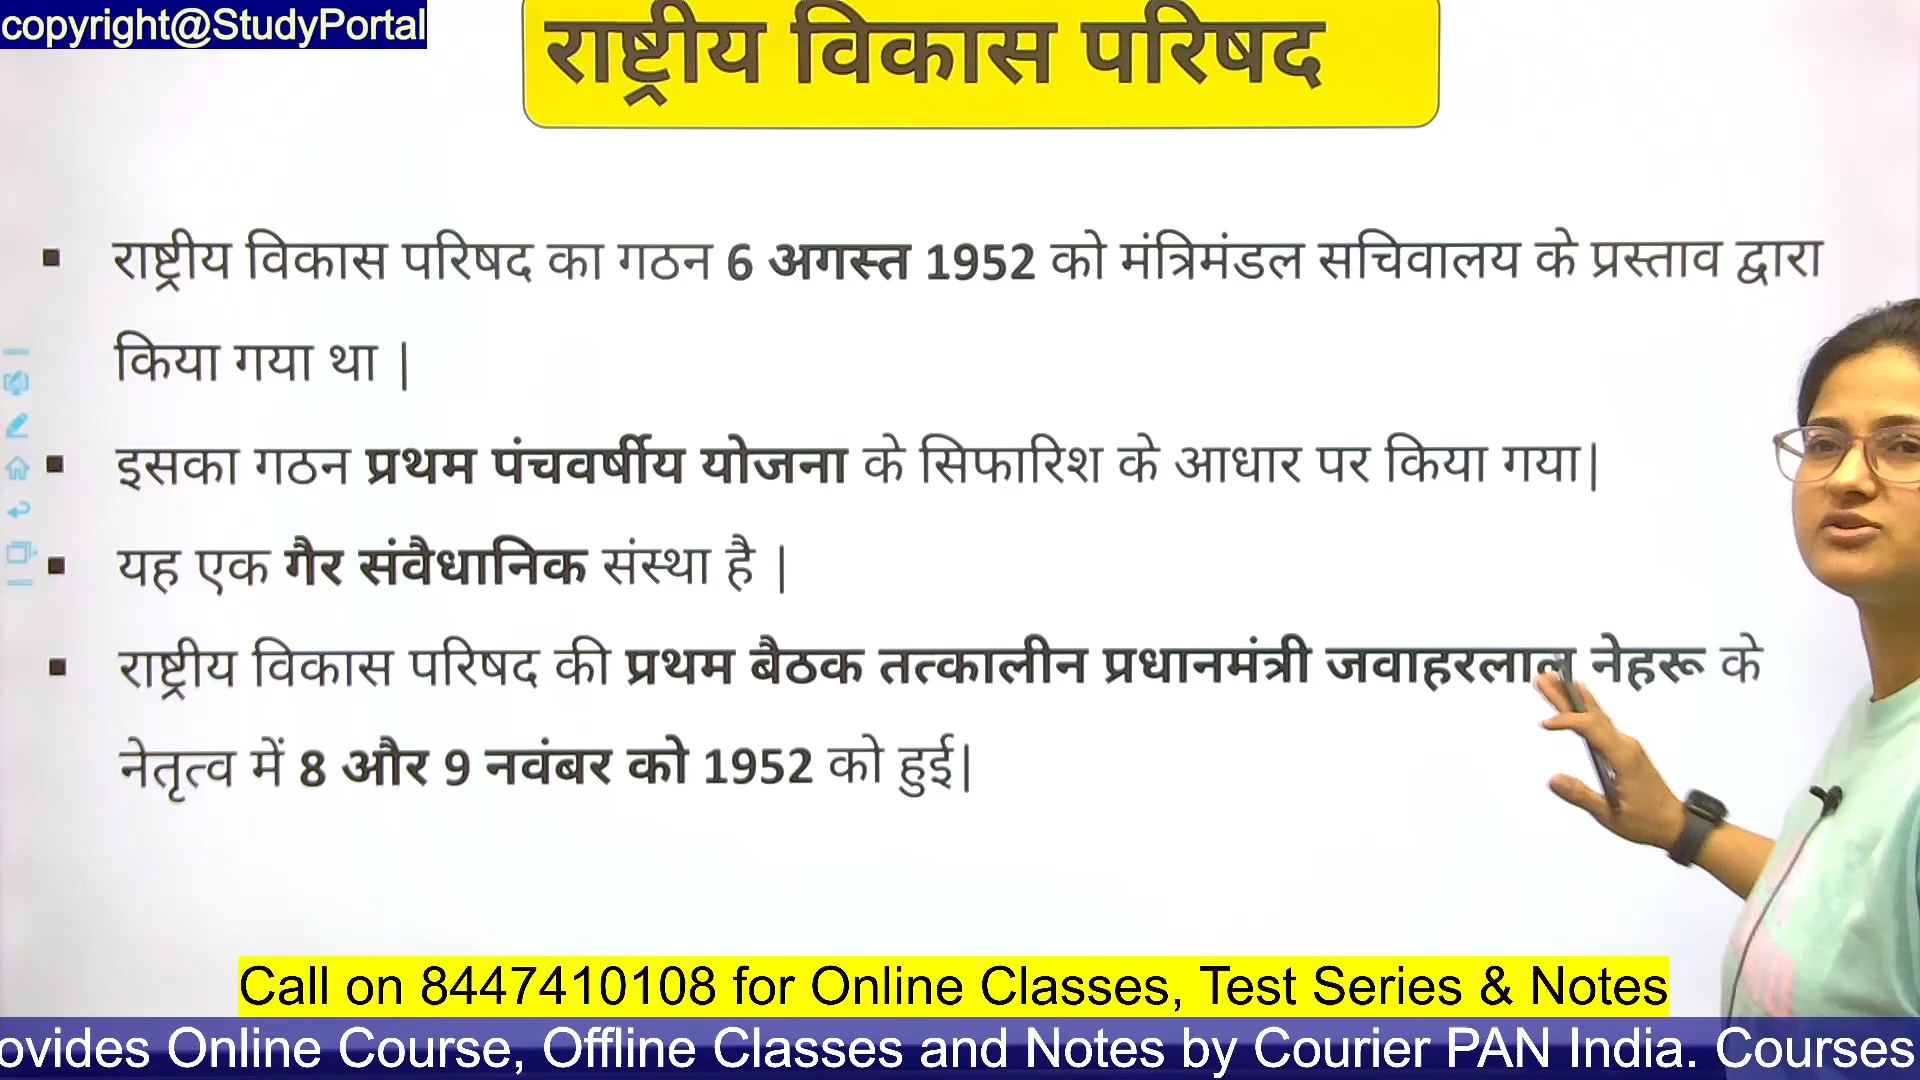 copyright@StudyPortal
राष्ट्रीय विकास परिषद
▪ राष्ट्रीय विकास परिषद का गठन 6 अगस्त 1952 को मंत्रिमंडल सचिवालय के प्रस्ताव द्वारा
किया गया था |
▪ इसका गठन प्रथम पंचवर्षीय योजना के सिफारिश के आधार पर किया गया|
▪ यह एक गैर संवैधानिक संस्था है |
▪ राष्ट्रीय विकास परिषद की प्रथम बैठक तत्कालीन प्रधानमंत्री जवाहरलाल नेहरू के
नेतृत्व में 8 और 9 नवंबर को 1952 को हुई|
Call on 8447410108 for Online Classes, Test Series & Notes
ovides Online Course, Offline Classes and Notes by Courier PAN India. Courses